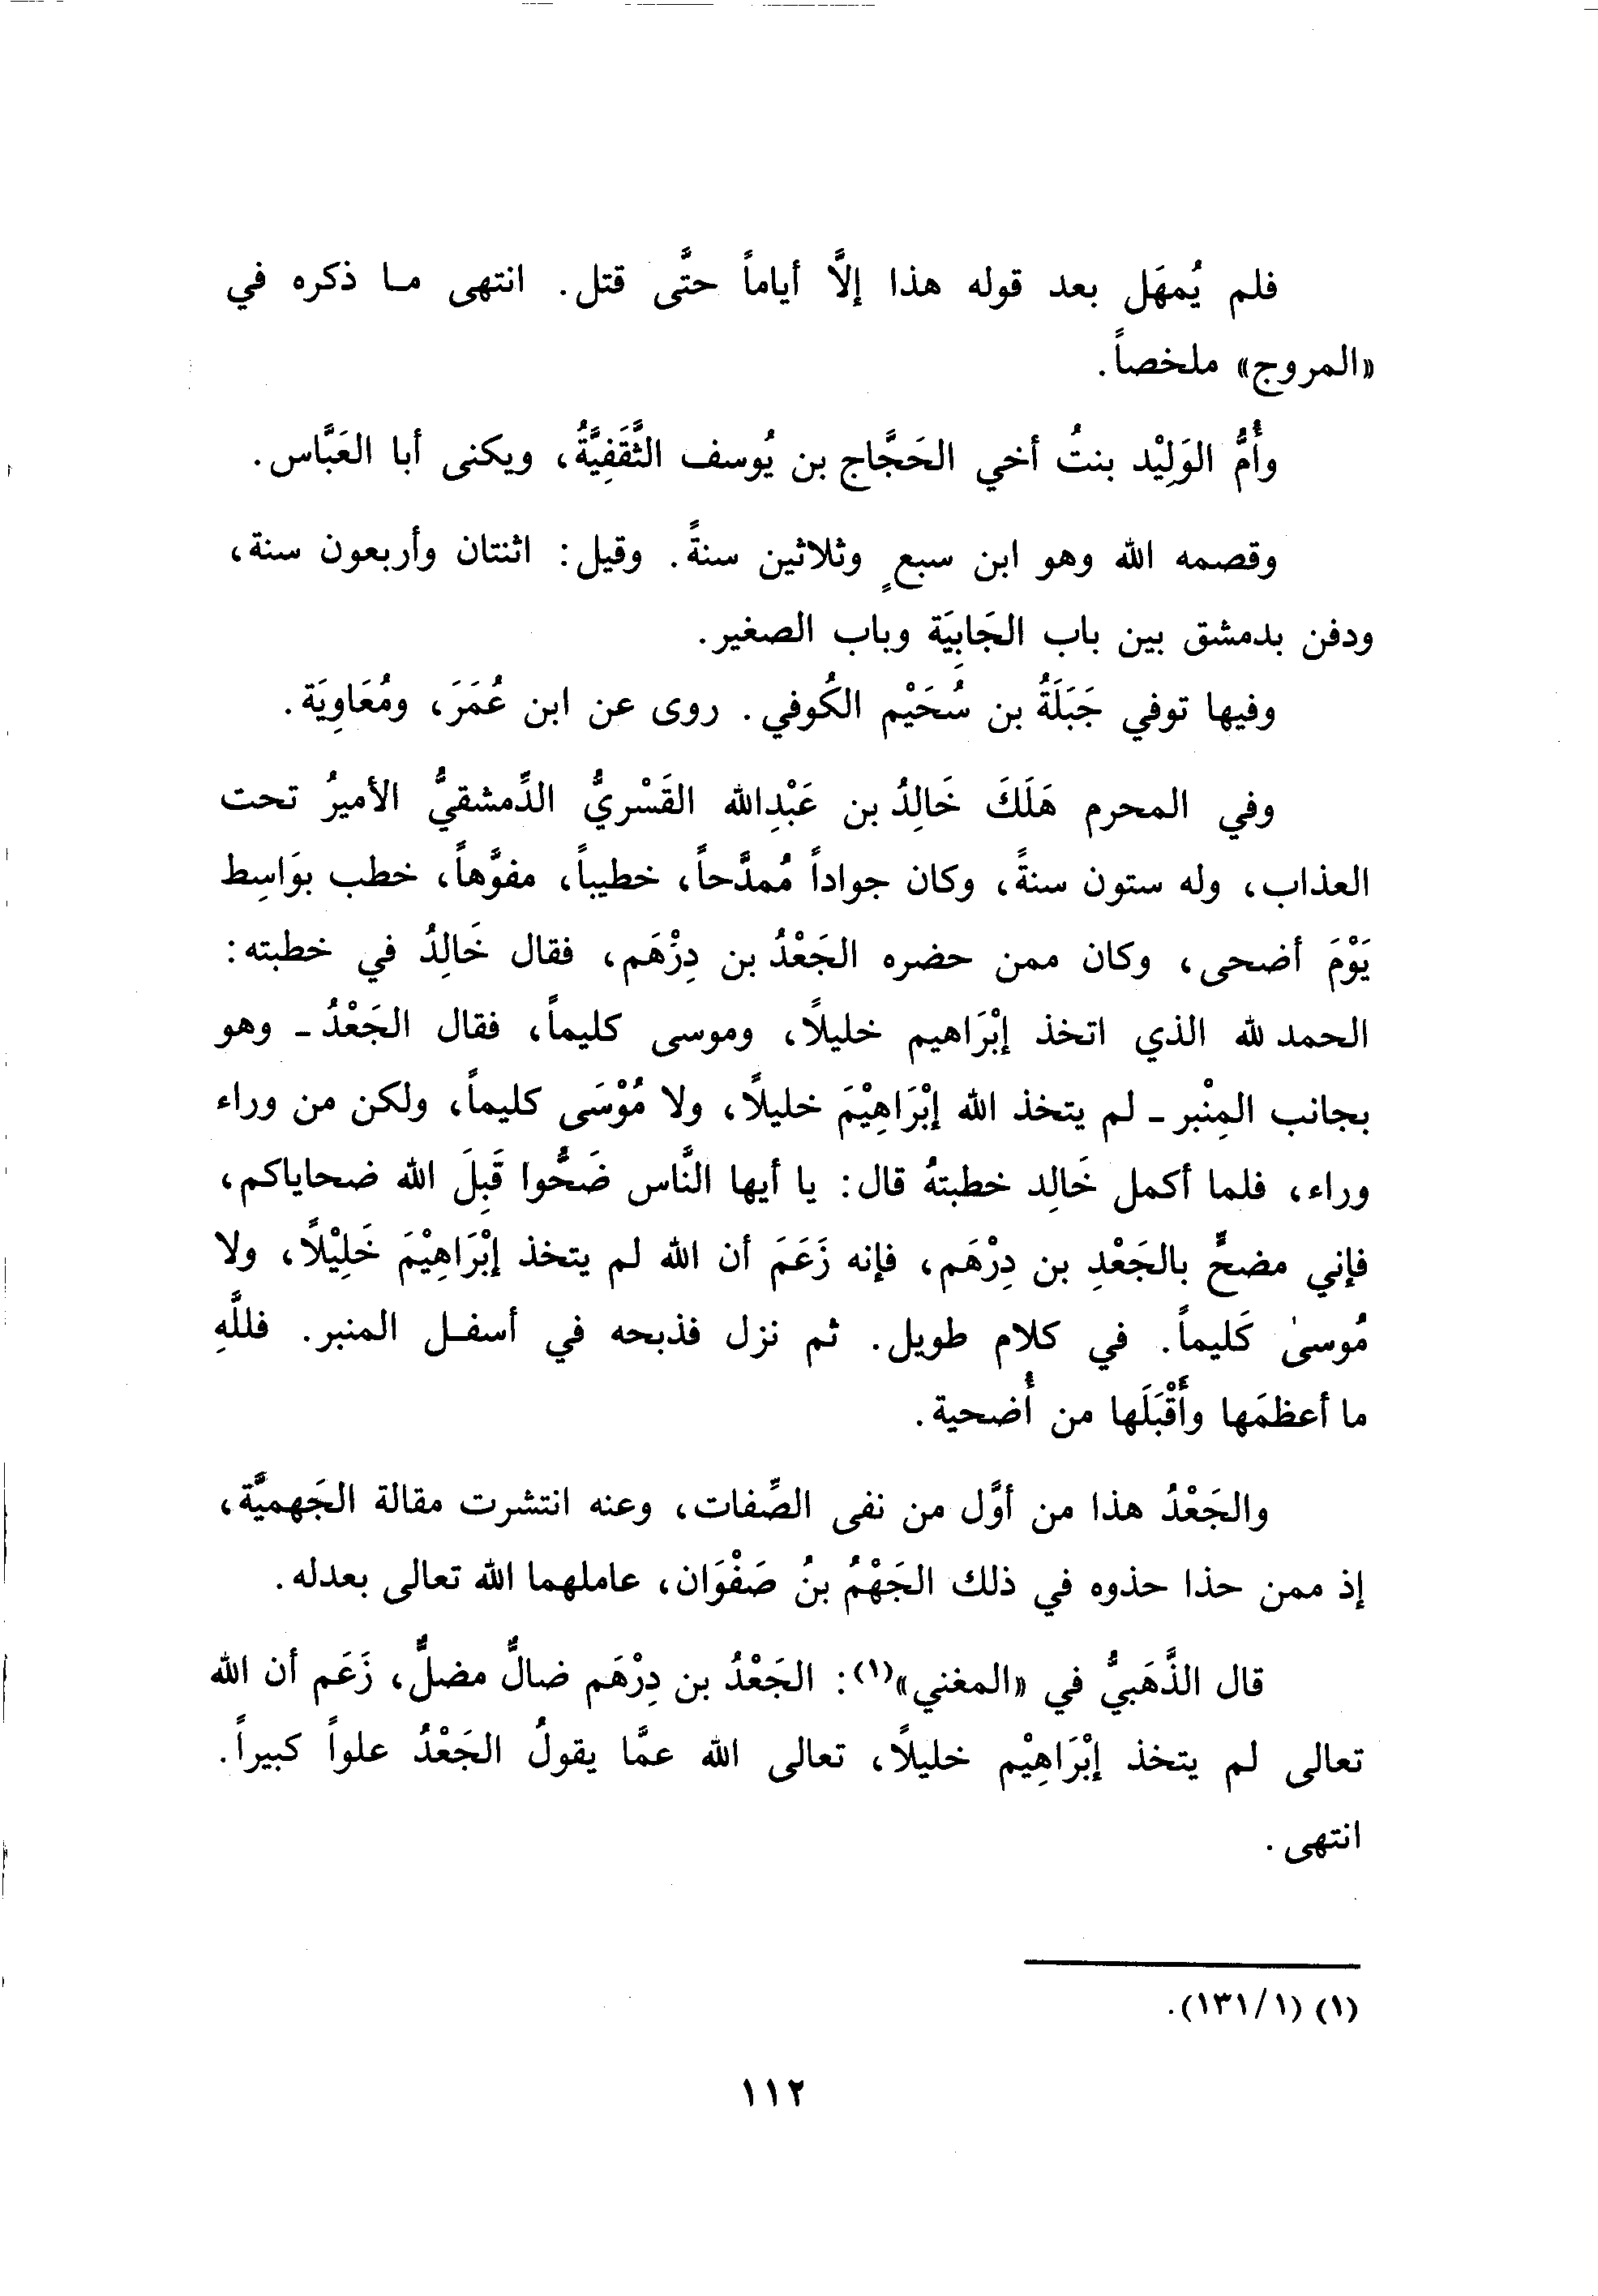 فلم يُمهَل بعد قوله هذا إلَّا أياماً حتَّى قتل. انتهى ما ذكره في
«المروج» ملخصاً.
وأُمُّ الوَلِيْد بنتُ أخي الحَجَّاج بن يُوسف الثَّقَفِيَّةُ، ويكنى أبا العَبَّاس.
وقصمه الله وهو ابن سبعٍ وثلاثين سنةً. وقيل: اثنتان وأربعون سنة،
ودفن بدمشق بين باب الجَابِيَة وباب الصغير.
وفيها توفي جَبَلَةُ بن سُحَيْم الكُوفي. روى عن ابن عُمَرَ، ومُعَاوِيَة.
وفي المحرم هَلَكَ خَالِدُ بن عَبْدِالله القَسْريُّ الدِّمشقيُّ الأميرُ تحت
العذاب، وله ستون سنةً، وكان جواداً مُمدَّحاً، خطيباً، مفوَّهاً، خطب بوَاسِط
يَوْمَ أضحى، وكان ممن حضره الجَعْدُ بن دِرْهَم، فقال خَالِدُ في خطبته:
الحمد لله الذي اتخذ إبْرَاهيم خليلاً، وموسى كليماً، فقال الجَعْدُ ـ وهو
بجانب المِنْبر ـ لم يتخذ الله إبْرَاهِيْمَ خليلاً، ولا مُوْسَى كليماً، ولكن من وراء
وراء، فلما أكمل خَالِد خطبتهُ قال: يا أيها النَّاس ضَحُّوا قَبِلَ الله ضحاياكم،
فإني مضحٍّ بالجَعْدِ بن دِرْهَم، فإنه زَعَمَ أن الله لم يتخذ إبْرَاهِيْمَ خَلِيْلاً، ولا
مُوسىٰ كَليماً. في كلام طويل. ثم نزل فذبحه في أسفل المنبر. فللَّهِ
ما أعظمَها وأَقْبَلَها من أُضحية.
والجَعْدُ هذا من أوَّل من نفى الصِّفات، وعنه انتشرت مقالة الجَهميَّة،
إذ ممن حذا حذوه في ذلك الجَهْمُ بنُ صَفْوَان، عاملهما الله تعالى بعدله.
قال الذَّهَبيُّ في «المغني»(١): الجَعْدُ بن دِرْهَم ضالٌّ مضلٌّ، زَعَم أن الله
تعالى لم يتخذ إبْرَاهِيْم خليلاً، تعالى الله عمَّا يقولُ الجَعْدُ علواً كبيراً.
انتهى.
(١) (١/١٣١).
١١٢